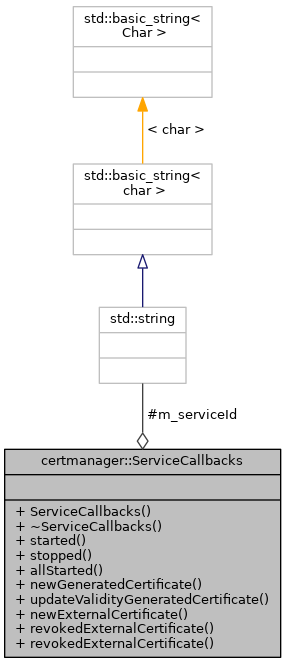 std::basic_string<
Char >
< char >
std::basic_string<
char >
std::string
#m_serviceId
certmanager::ServiceCallbacks
+ ServiceCallbacks()
+ ~ServiceCallbacks()
+ started()
+ stopped()
+ allStarted()
+ newGeneratedCertificate()
+ updateValidityGeneratedCertificate()
+ newExternalCertificate()
+ revokedExternalCertificate()
+ revokedExternalCertificate()